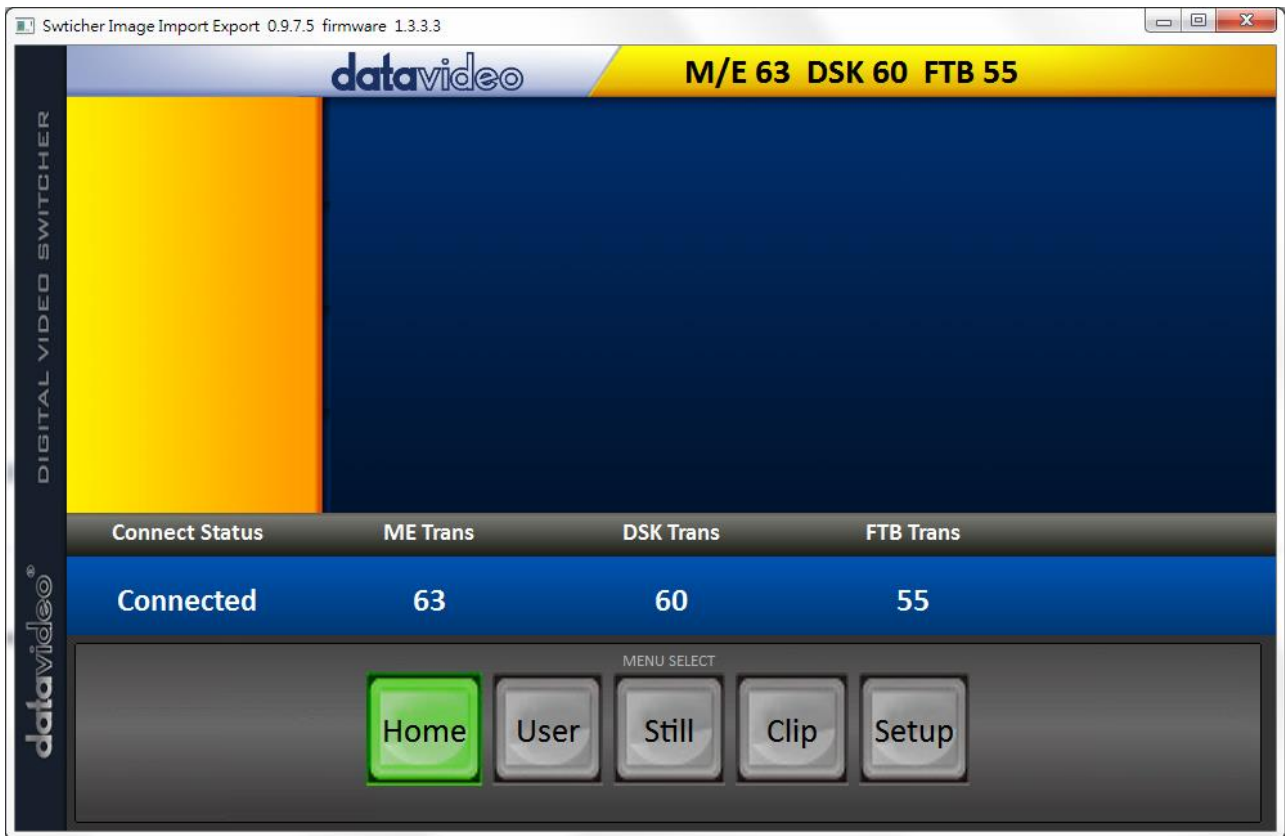 Swticher Image Import Export 0.9.7.5 firmware 1.3.3.3
datavideo
M/E 63 DSK 60 FTB 55
DIGITAL VIDEO SWITCHER
datavideo®
Connect Status ME Trans DSK Trans FTB Trans
Connected 63 60 55
MENU SELECT
Home User Still Clip Setup